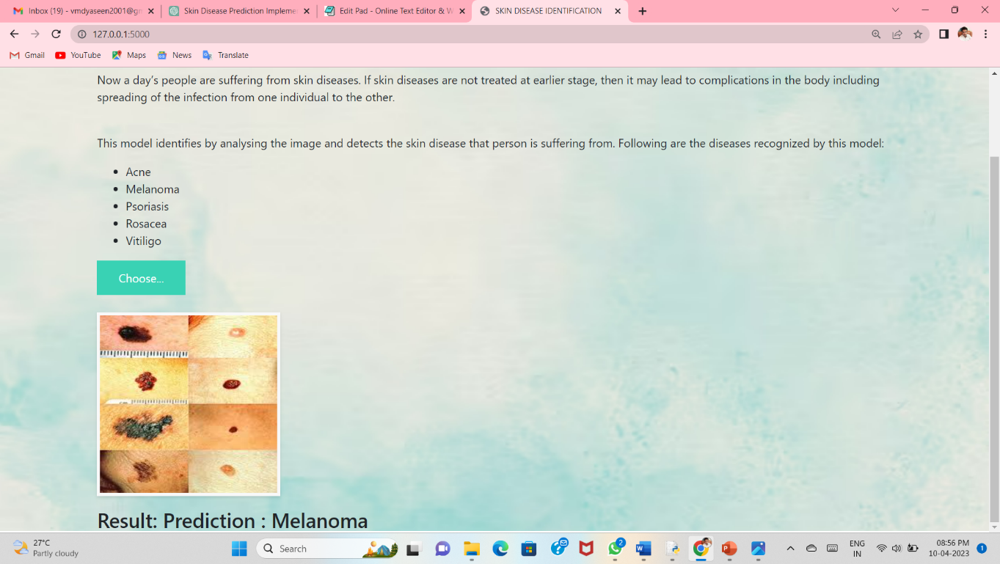 Inbox (19) - vmdyaseen2001@gm
Skin Disease Prediction Impleme
Edit Pad - Online Text Editor & W
SKIN DISEASE IDENTIFICATION
127.0.0.1:5000
Gmail
YouTube
Maps
News
Translate
Now a day's people are suffering from skin diseases. If skin diseases are not treated at earlier stage, then it may lead to complications in the body including
spreading of the infection from one individual to the other.
This model identifies by analysing the image and detects the skin disease that person is suffering from. Following are the diseases recognized by this model:
Acne
Melanoma
Psoriasis
Rosacea
Vitiligo
Choose...
Result: Prediction : Melanoma
27°C
Partly cloudy
Search
2
ENG
IN
08:56 PM
10-04-2023
1